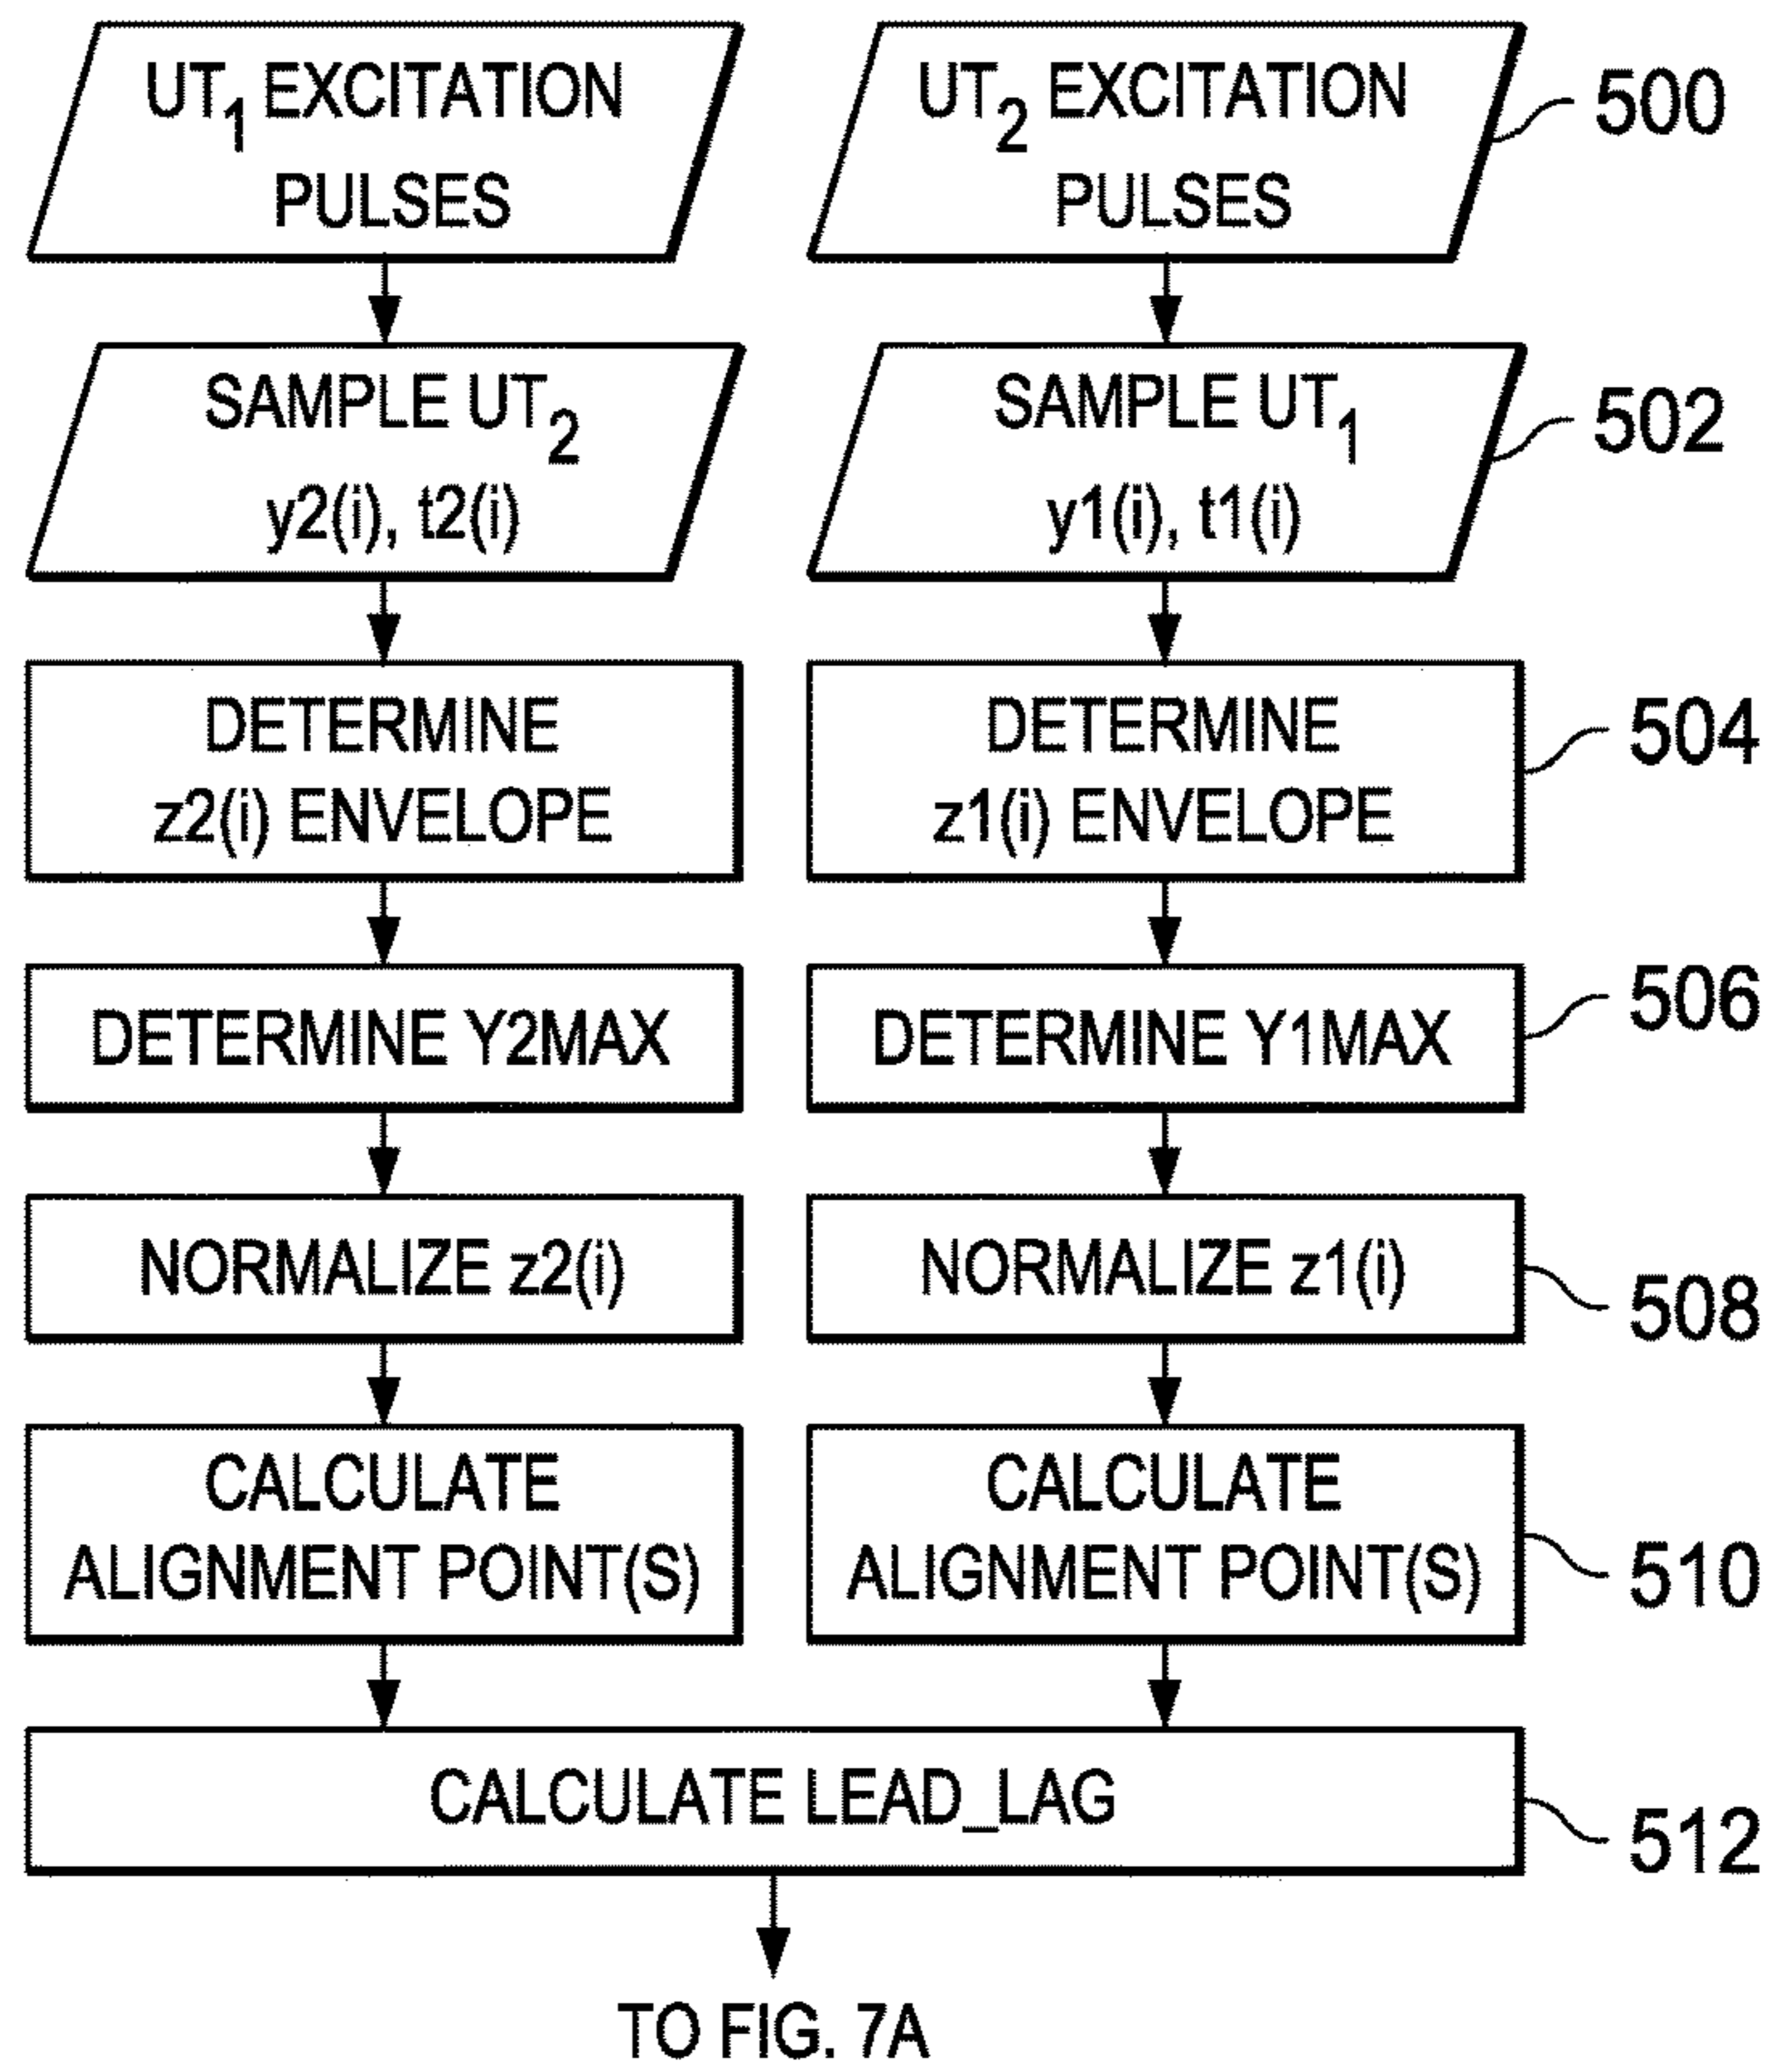 UT1 EXCITATION
PULSES
UT2 EXCITATION
PULSES
500
SAMPLE UT2
y2(i), t2(i)
SAMPLE UT1
y1(i), t1(i)
502
DETERMINE
z2(i) ENVELOPE
DETERMINE
z1(i) ENVELOPE
504
DETERMINE Y2MAX
DETERMINE Y1MAX
506
NORMALIZE z2(i)
NORMALIZE z1(i)
508
CALCULATE
ALIGNMENT POINT(S)
CALCULATE
ALIGNMENT POINT(S)
510
CALCULATE LEAD_LAG
512
TO FIG. 7A